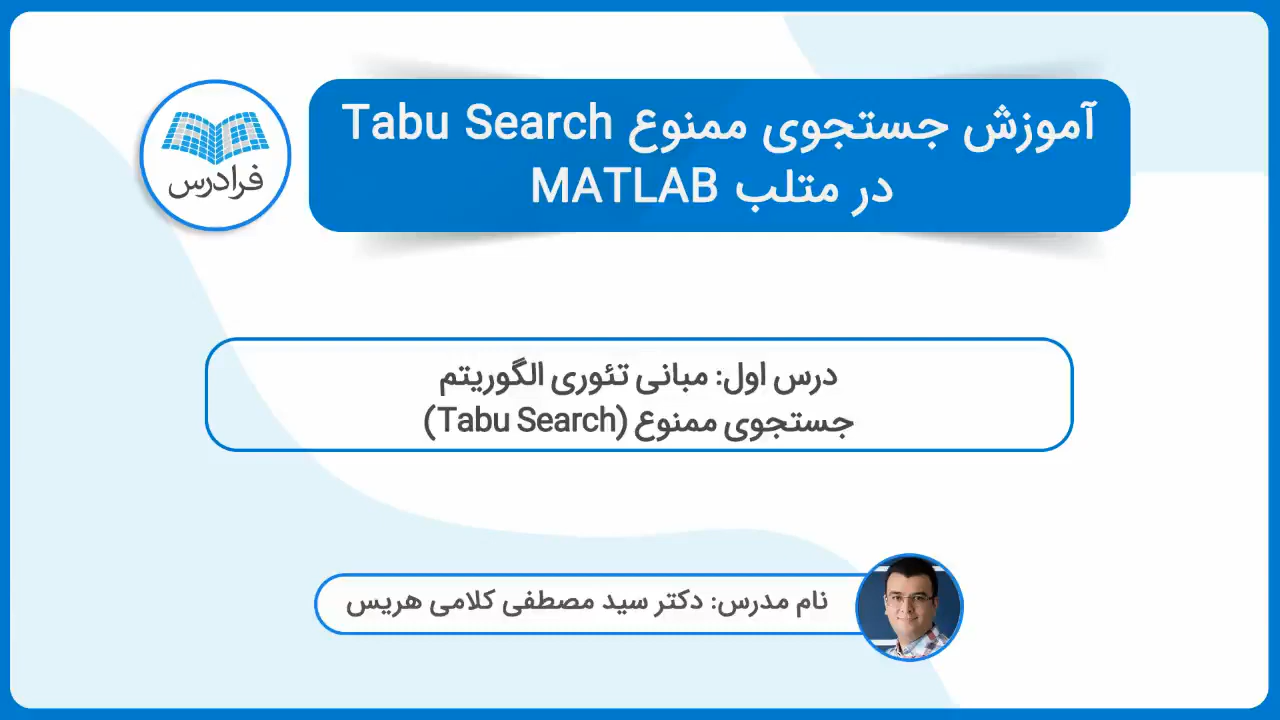 آموزش جستجوی ممنوع Tabu Search
در متلب MATLAB
فرادرس
درس اول: مبانی تئوری الگوریتم
جستجوی ممنوع (Tabu Search)
نام مدرس: دکتر سید مصطفی کلامی هریس